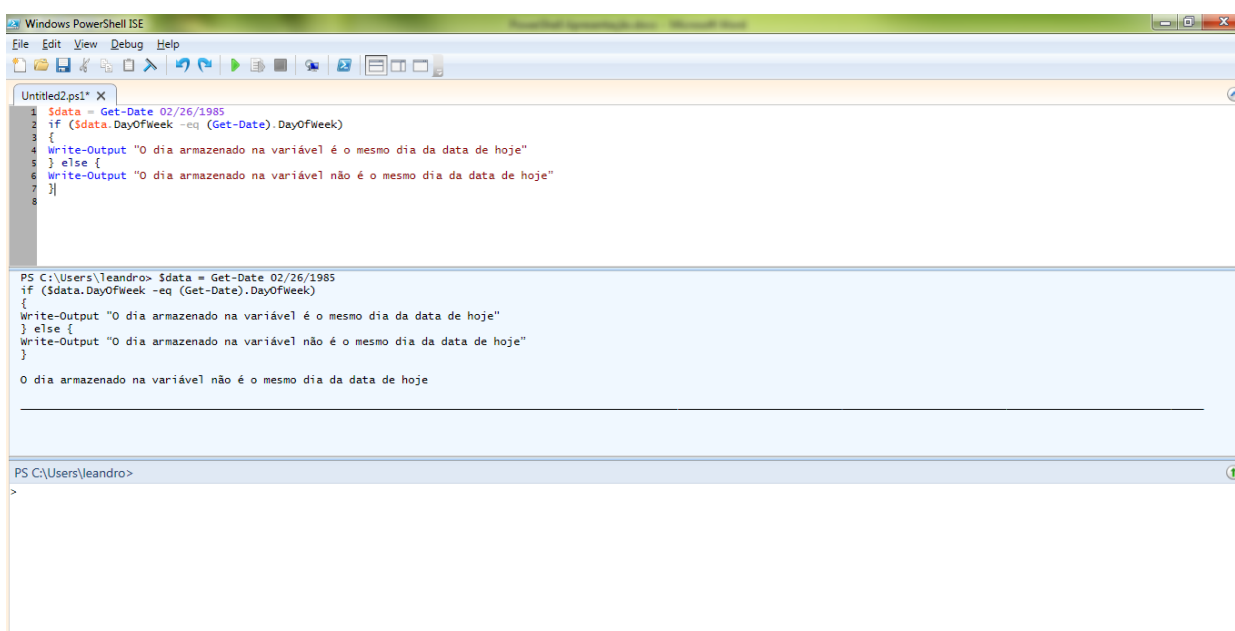 Windows PowerShell ISE
PowerShell Apresentação.docx - Microsoft Word
File Edit View Debug Help
Untitled2.ps1* X
1 $data = Get-Date 02/26/1985
2 if ($data.DayOfWeek -eq (Get-Date).DayOfWeek)
3 {
4 Write-Output "O dia armazenado na variável é o mesmo dia da data de hoje"
5 } else {
6 Write-Output "O dia armazenado na variável não é o mesmo dia da data de hoje"
7 }
8
PS C:\Users\leandro> $data = Get-Date 02/26/1985
if ($data.DayOfWeek -eq (Get-Date).DayOfWeek)
{
Write-Output "O dia armazenado na variável é o mesmo dia da data de hoje"
} else {
Write-Output "O dia armazenado na variável não é o mesmo dia da data de hoje"
}
O dia armazenado na variável não é o mesmo dia da data de hoje
PS C:\Users\leandro>
>